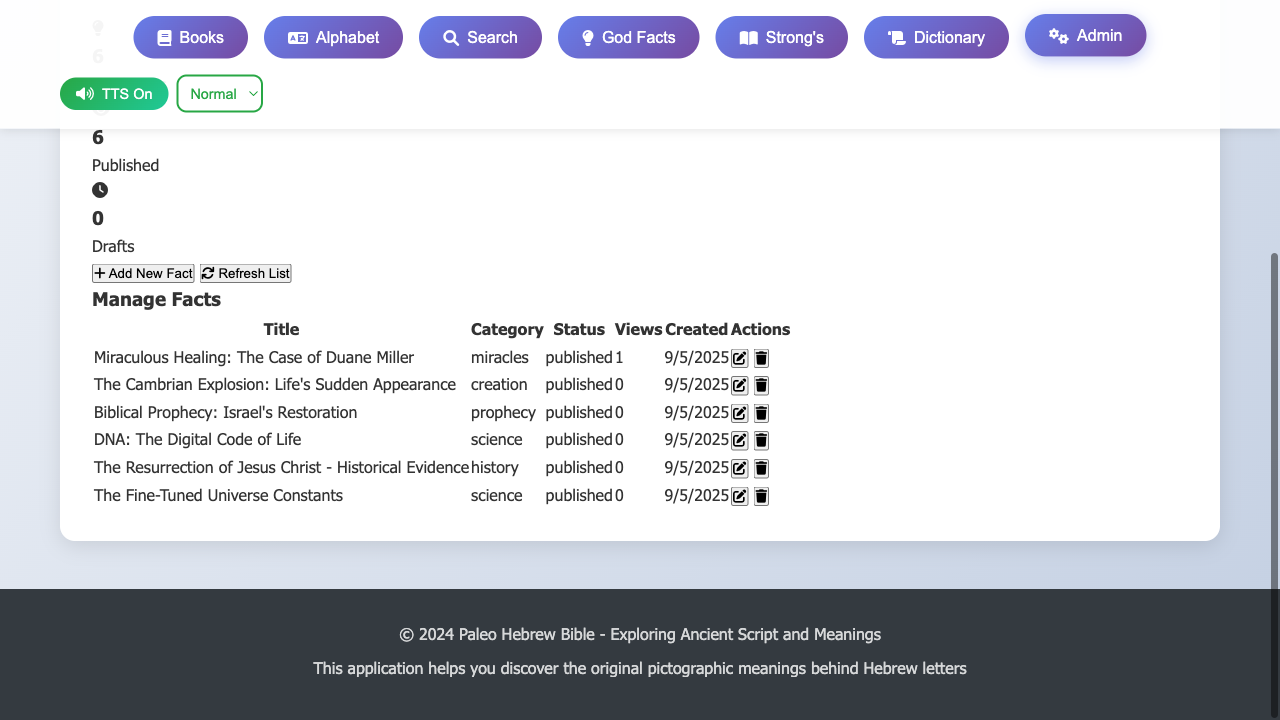 Books Alphabet Search God Facts Strong's Dictionary Admin
6
TTS On Normal
6
Published
0
Drafts
Add New Fact Refresh List
Manage Facts
Title Category Status Views Created Actions
Miraculous Healing: The Case of Duane Miller miracles published 1 9/5/2025
The Cambrian Explosion: Life's Sudden Appearance creation published 0 9/5/2025
Biblical Prophecy: Israel's Restoration prophecy published 0 9/5/2025
DNA: The Digital Code of Life science published 0 9/5/2025
The Resurrection of Jesus Christ - Historical Evidence history published 0 9/5/2025
The Fine-Tuned Universe Constants science published 0 9/5/2025
© 2024 Paleo Hebrew Bible - Exploring Ancient Script and Meanings
This application helps you discover the original pictographic meanings behind Hebrew letters